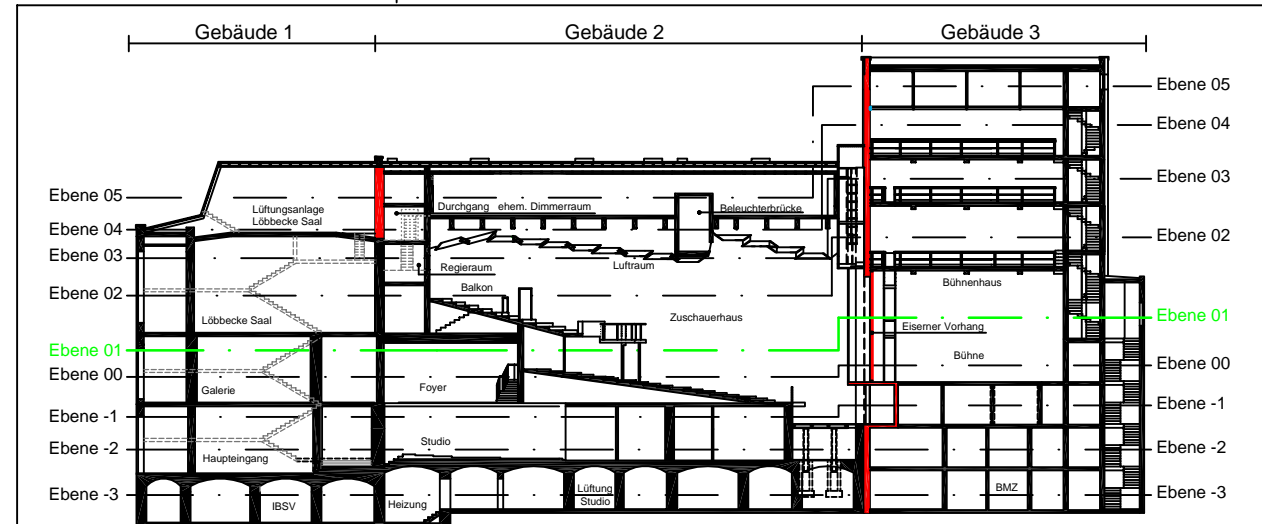 Gebäude 1
Gebäude 2
Gebäude 3
Ebene 05
Ebene 04
Ebene 03
Ebene 02
Ebene 01
Ebene 00
Ebene -1
Ebene -2
Ebene -3
Lüftungsanlage
Löbbecke Saal
Löbbecke Saal
Galerie
Haupteingang
IBSV
Durchgang ehem. Dimmerraum
Beleuchterbrücke
Regieraum
Luftraum
Balkon
Zuschauerhaus
Foyer
Studio
Heizung
Lüftung
Studio
Bühnenhaus
Eiserner Vorhang
Bühne
BMZ
Ebene 05
Ebene 04
Ebene 03
Ebene 02
Ebene 01
Ebene 00
Ebene -1
Ebene -2
Ebene -3